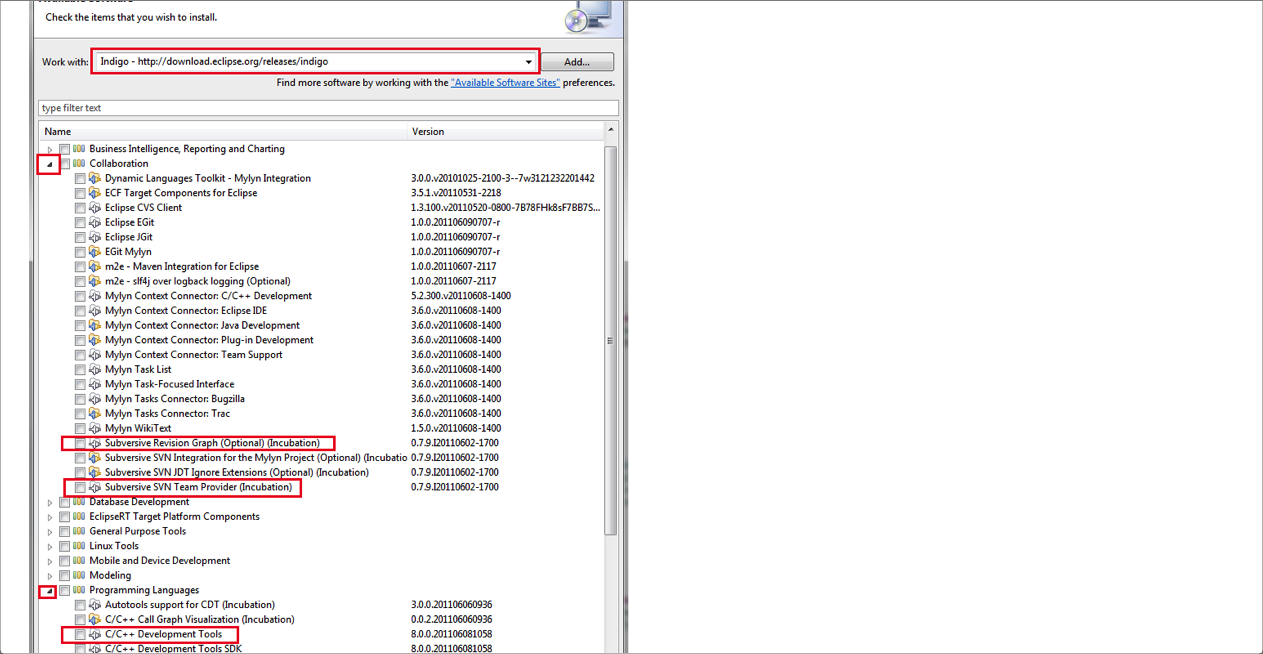 Check the items that you wish to install.
Work with: Indigo - http://download.eclipse.org/releases/indigo Add...
Find more software by working with the "Available Software Sites" preferences.
type filter text
Name Version
Business Intelligence, Reporting and Charting
Collaboration
Dynamic Languages Toolkit - Mylyn Integration 3.0.0.v20101025-2100-3--7w3121232201442
ECF Target Components for Eclipse 3.5.1.v20110531-2218
Eclipse CVS Client 1.3.100.v20110520-0800-7B78FHk8sF7BB7S...
Eclipse EGit 1.0.0.201106090707-r
Eclipse JGit 1.0.0.201106090707-r
EGit Mylyn 1.0.0.201106090707-r
m2e - Maven Integration for Eclipse 1.0.0.20110607-2117
m2e - slf4j over logback logging (Optional) 1.0.0.20110607-2117
Mylyn Context Connector: C/C++ Development 5.2.300.v20110608-1400
Mylyn Context Connector: Eclipse IDE 3.6.0.v20110608-1400
Mylyn Context Connector: Java Development 3.6.0.v20110608-1400
Mylyn Context Connector: Plug-in Development 3.6.0.v20110608-1400
Mylyn Context Connector: Team Support 3.6.0.v20110608-1400
Mylyn Task List 3.6.0.v20110608-1400
Mylyn Task-Focused Interface 3.6.0.v20110608-1400
Mylyn Tasks Connector: Bugzilla 3.6.0.v20110608-1400
Mylyn Tasks Connector: Trac 3.6.0.v20110608-1400
Mylyn WikiText 1.5.0.v20110608-1400
Subversive Revision Graph (Optional) (Incubation) 0.7.9.I20110602-1700
Subversive SVN Integration for the Mylyn Project (Optional) (Incubatio 0.7.9.I20110602-1700
Subversive SVN JDT Ignore Extensions (Optional) (Incubation) 0.7.9.I20110602-1700
Subversive SVN Team Provider (Incubation) 0.7.9.I20110602-1700
Database Development
EclipseRT Target Platform Components
General Purpose Tools
Linux Tools
Mobile and Device Development
Modeling
Programming Languages
Autotools support for CDT (Incubation) 3.0.0.201106060936
C/C++ Call Graph Visualization (Incubation) 0.0.2.201106060936
C/C++ Development Tools 8.0.0.201106081058
C/C++ Development Tools SDK 8.0.0.201106081058